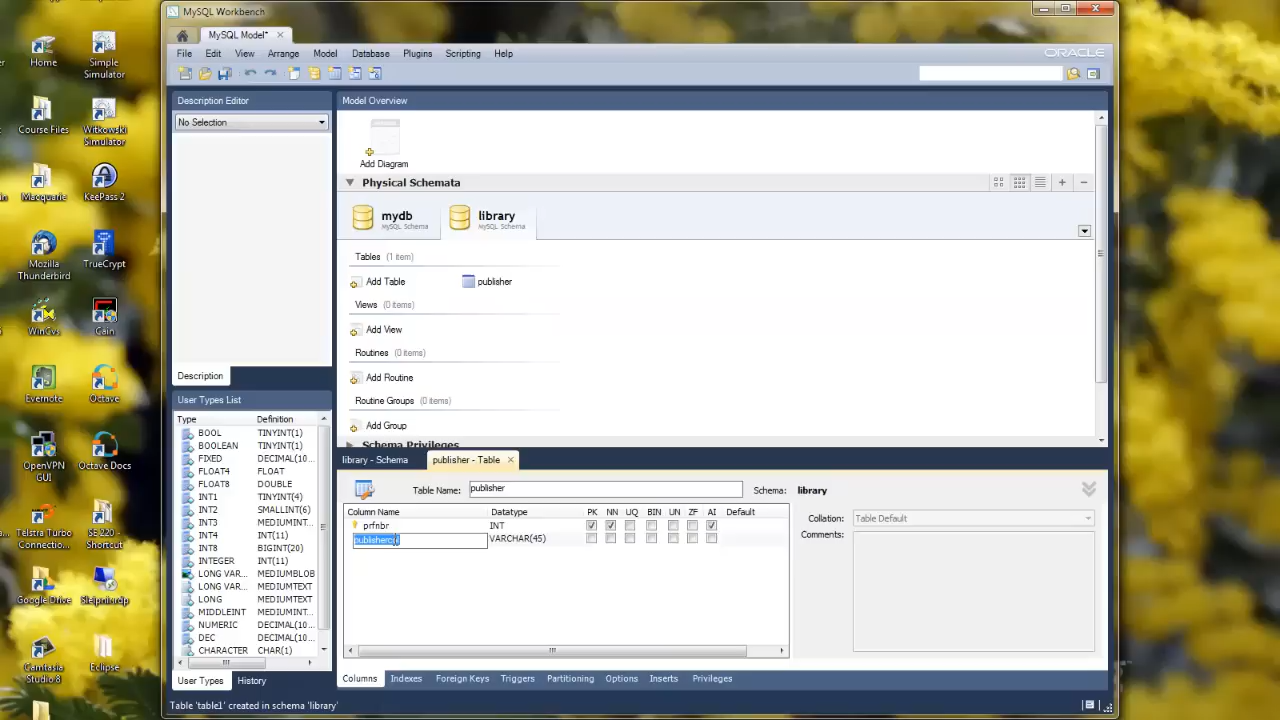 MySQL Workbench
MySQL Model*
File Edit View Arrange Model Database Plugins Scripting Help
ORACLE
Home
Simple
Simulator
Course Files
Witkowski
Simulator
Macquarie
KeePass 2
Mozilla
Thunderbird
TrueCrypt
WinCvs
Cain
Evernote
Octave
OpenVPN
GUI
Octave Docs
Telstra Turbo
Connectio...
SE 220 -
Shortcut
Google Drive
Sleipnirrdp
Camtasia
Studio 8
Eclipse
Description Editor
No Selection
Description
User Types List
Type Definition
BOOL TINYINT(1)
BOOLEAN TINYINT(1)
FIXED DECIMAL(10...
FLOAT4 FLOAT
FLOAT8 DOUBLE
INT1 TINYINT(4)
INT2 SMALLINT(6)
INT3 MEDIUMINT...
INT4 INT(11)
INT8 BIGINT(20)
INTEGER INT(11)
LONG VAR... MEDIUMBLOB
LONG VAR... MEDIUMTEXT
LONG MEDIUMTEXT
MIDDLEINT MEDIUMINT...
NUMERIC DECIMAL(10...
DEC DECIMAL(10...
CHARACTER CHAR(1)
User Types History
Model Overview
Add Diagram
Physical Schemata
mydb
MySQL Schema
library
MySQL Schema
Tables (1 item)
Add Table publisher
Views (0 items)
Add View
Routines (0 items)
Add Routine
Routine Groups (0 items)
Add Group
Schema Privileges
library - Schema publisher - Table
Table Name: publisher Schema: library
Column Name Datatype PK NN UQ BIN UN ZF AI Default
prfnbr INT
VARCHAR(45)
Collation: Table Default
Comments:
Columns Indexes Foreign Keys Triggers Partitioning Options Inserts Privileges
Table 'table1' created in schema 'library'